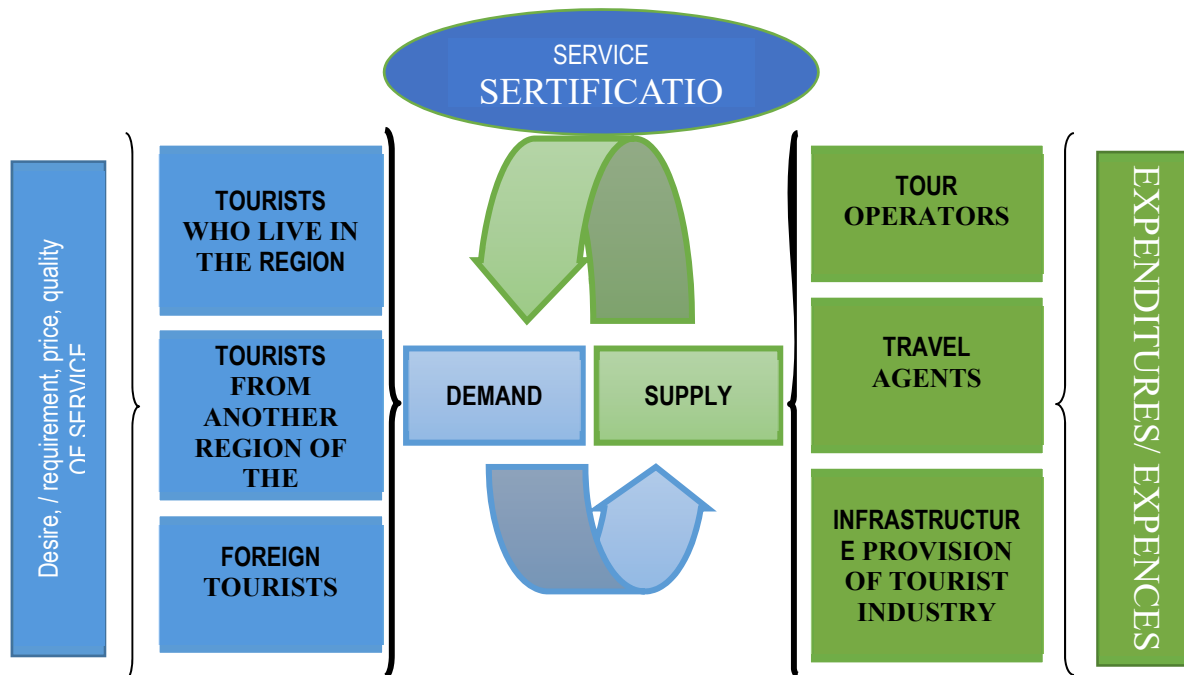 SERVICE
SERTIFICATIO
Desire, / requirement, price, quality
OF SERVICE
TOURISTS
WHO LIVE IN
THE REGION
TOURISTS
FROM
ANOTHER
REGION OF
THE
FOREIGN
TOURISTS
DEMAND
SUPPLY
TOUR
OPERATORS
TRAVEL
AGENTS
INFRASTRUCTUR
E PROVISION
OF TOURIST
INDUSTRY
EXPENDITURES/ EXPENCES